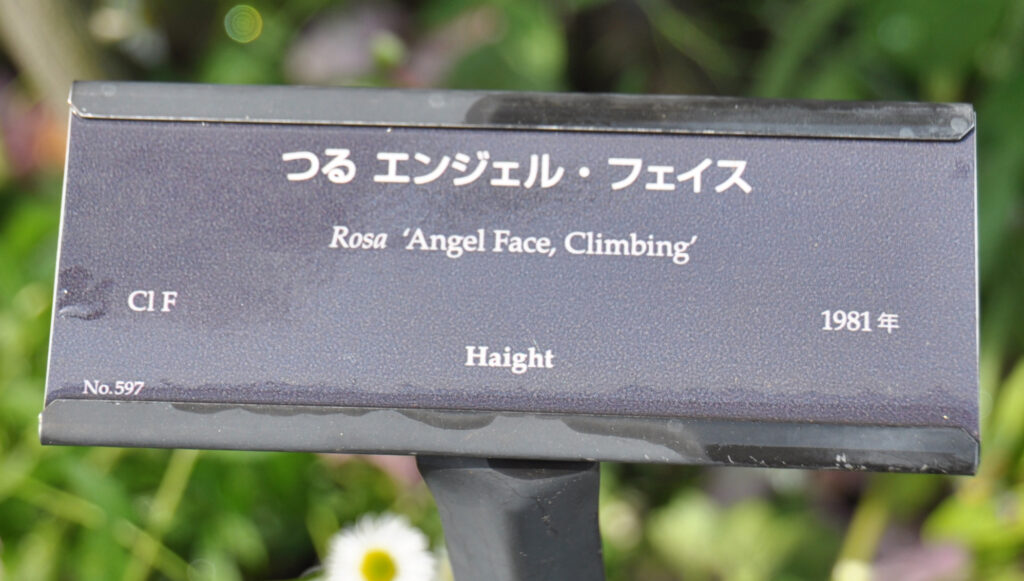 つる エンジェル・フェイス
Rosa ‘Angel Face, Climbing’
Cl F
1981年
Haight
No.597